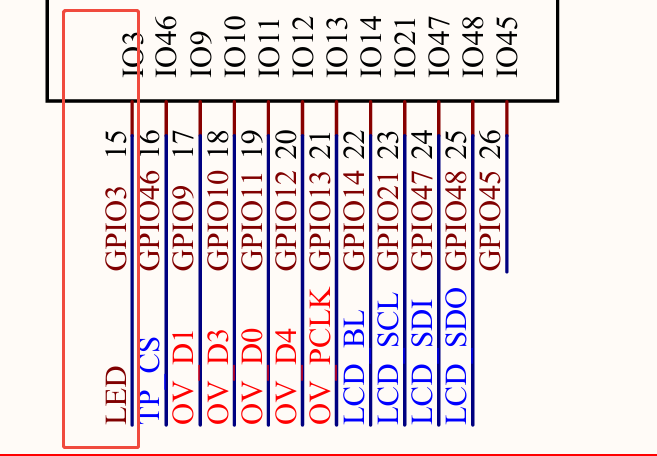 IO3
IO46
IO9
IO10
IO11
IO12
IO13
IO14
IO21
IO47
IO48
IO45
15
16
17
18
19
20
21
22
23
24
25
26
GPIO3
GPIO46
GPIO9
GPIO10
GPIO11
GPIO12
GPIO13
GPIO14
GPIO21
GPIO47
GPIO48
GPIO45
LED
TP_CS
OV_D1
OV_D3
OV_D0
OV_D4
OV_PCLK
LCD_BL
LCD_SCL
LCD_SDI
LCD_SDO